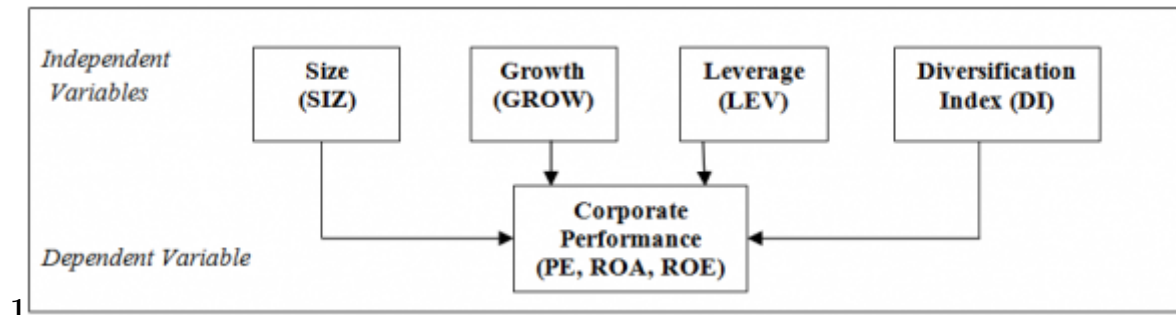 Independent
Variables
Size
(SIZ)
Growth
(GROW)
Leverage
(LEV)
Diversification
Index (DI)
Corporate
Performance
(PE, ROA, ROE)
Dependent Variable
1